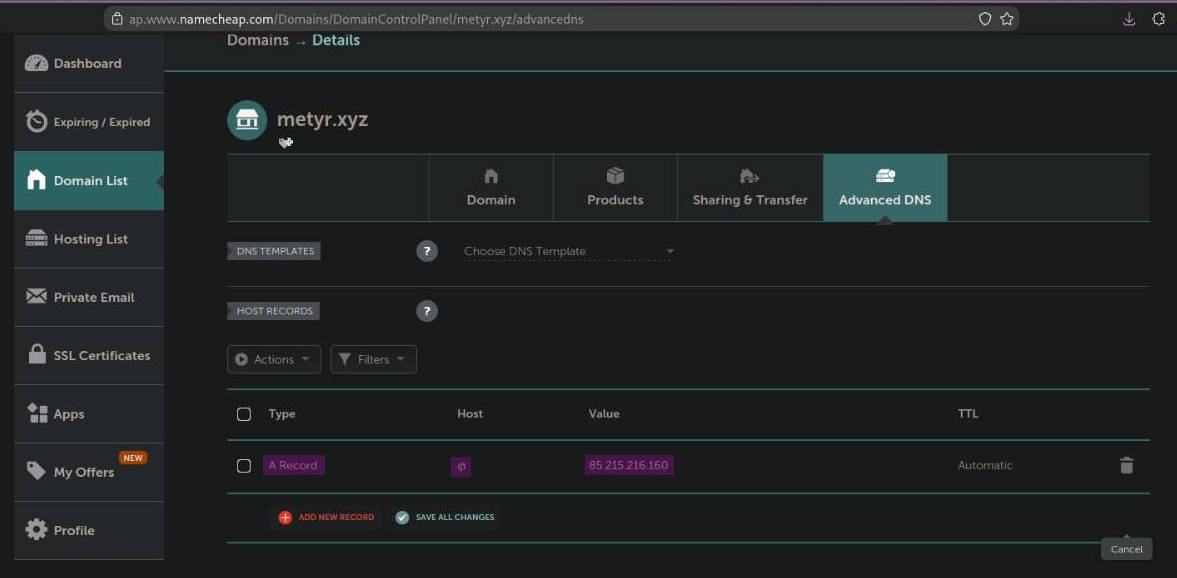 ap.www.namecheap.com/Domains/DomainControlPanel/metyr.xyz/advancedns
Domains → Details
Dashboard
Expiring / Expired
Domain List
Hosting List
Private Email
SSL Certificates
Apps
NEW
My Offers
Profile
metyr.xyz
Domain
Products
Sharing & Transfer
Advanced DNS
DNS TEMPLATES
?
Choose DNS Template
HOST RECORDS
?
Actions
Filters
Type Host Value TTL
A Record @ 85.215.216.160 Automatic
ADD NEW RECORD
SAVE ALL CHANGES
Cancel